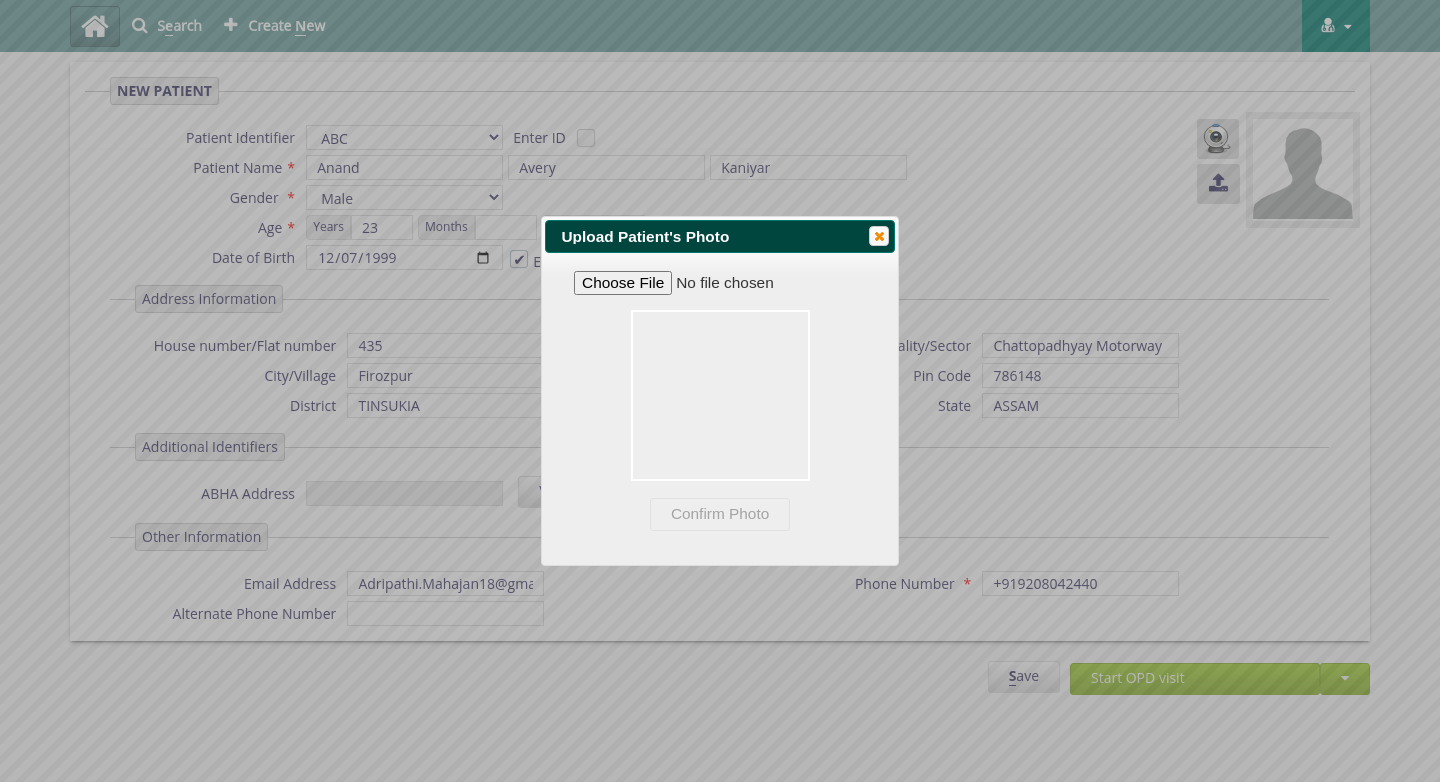 Search Create New
NEW PATIENT
Patient Identifier ABC Enter ID
Patient Name * Anand Avery Kaniyar
Gender * Male
Age * Years 23 Months
Date of Birth 12/07/1999
Upload Patient's Photo
Choose File No file chosen
Confirm Photo
Address Information
House number/Flat number 435 ality/Sector Chattopadhyay Motorway
City/Village Firozpur Pin Code 786148
District TINSUKIA State ASSAM
Additional Identifiers
ABHA Address
Other Information
Email Address Adripathi.Mahajan18@gma Phone Number * +919208042440
Alternate Phone Number
Save Start OPD visit